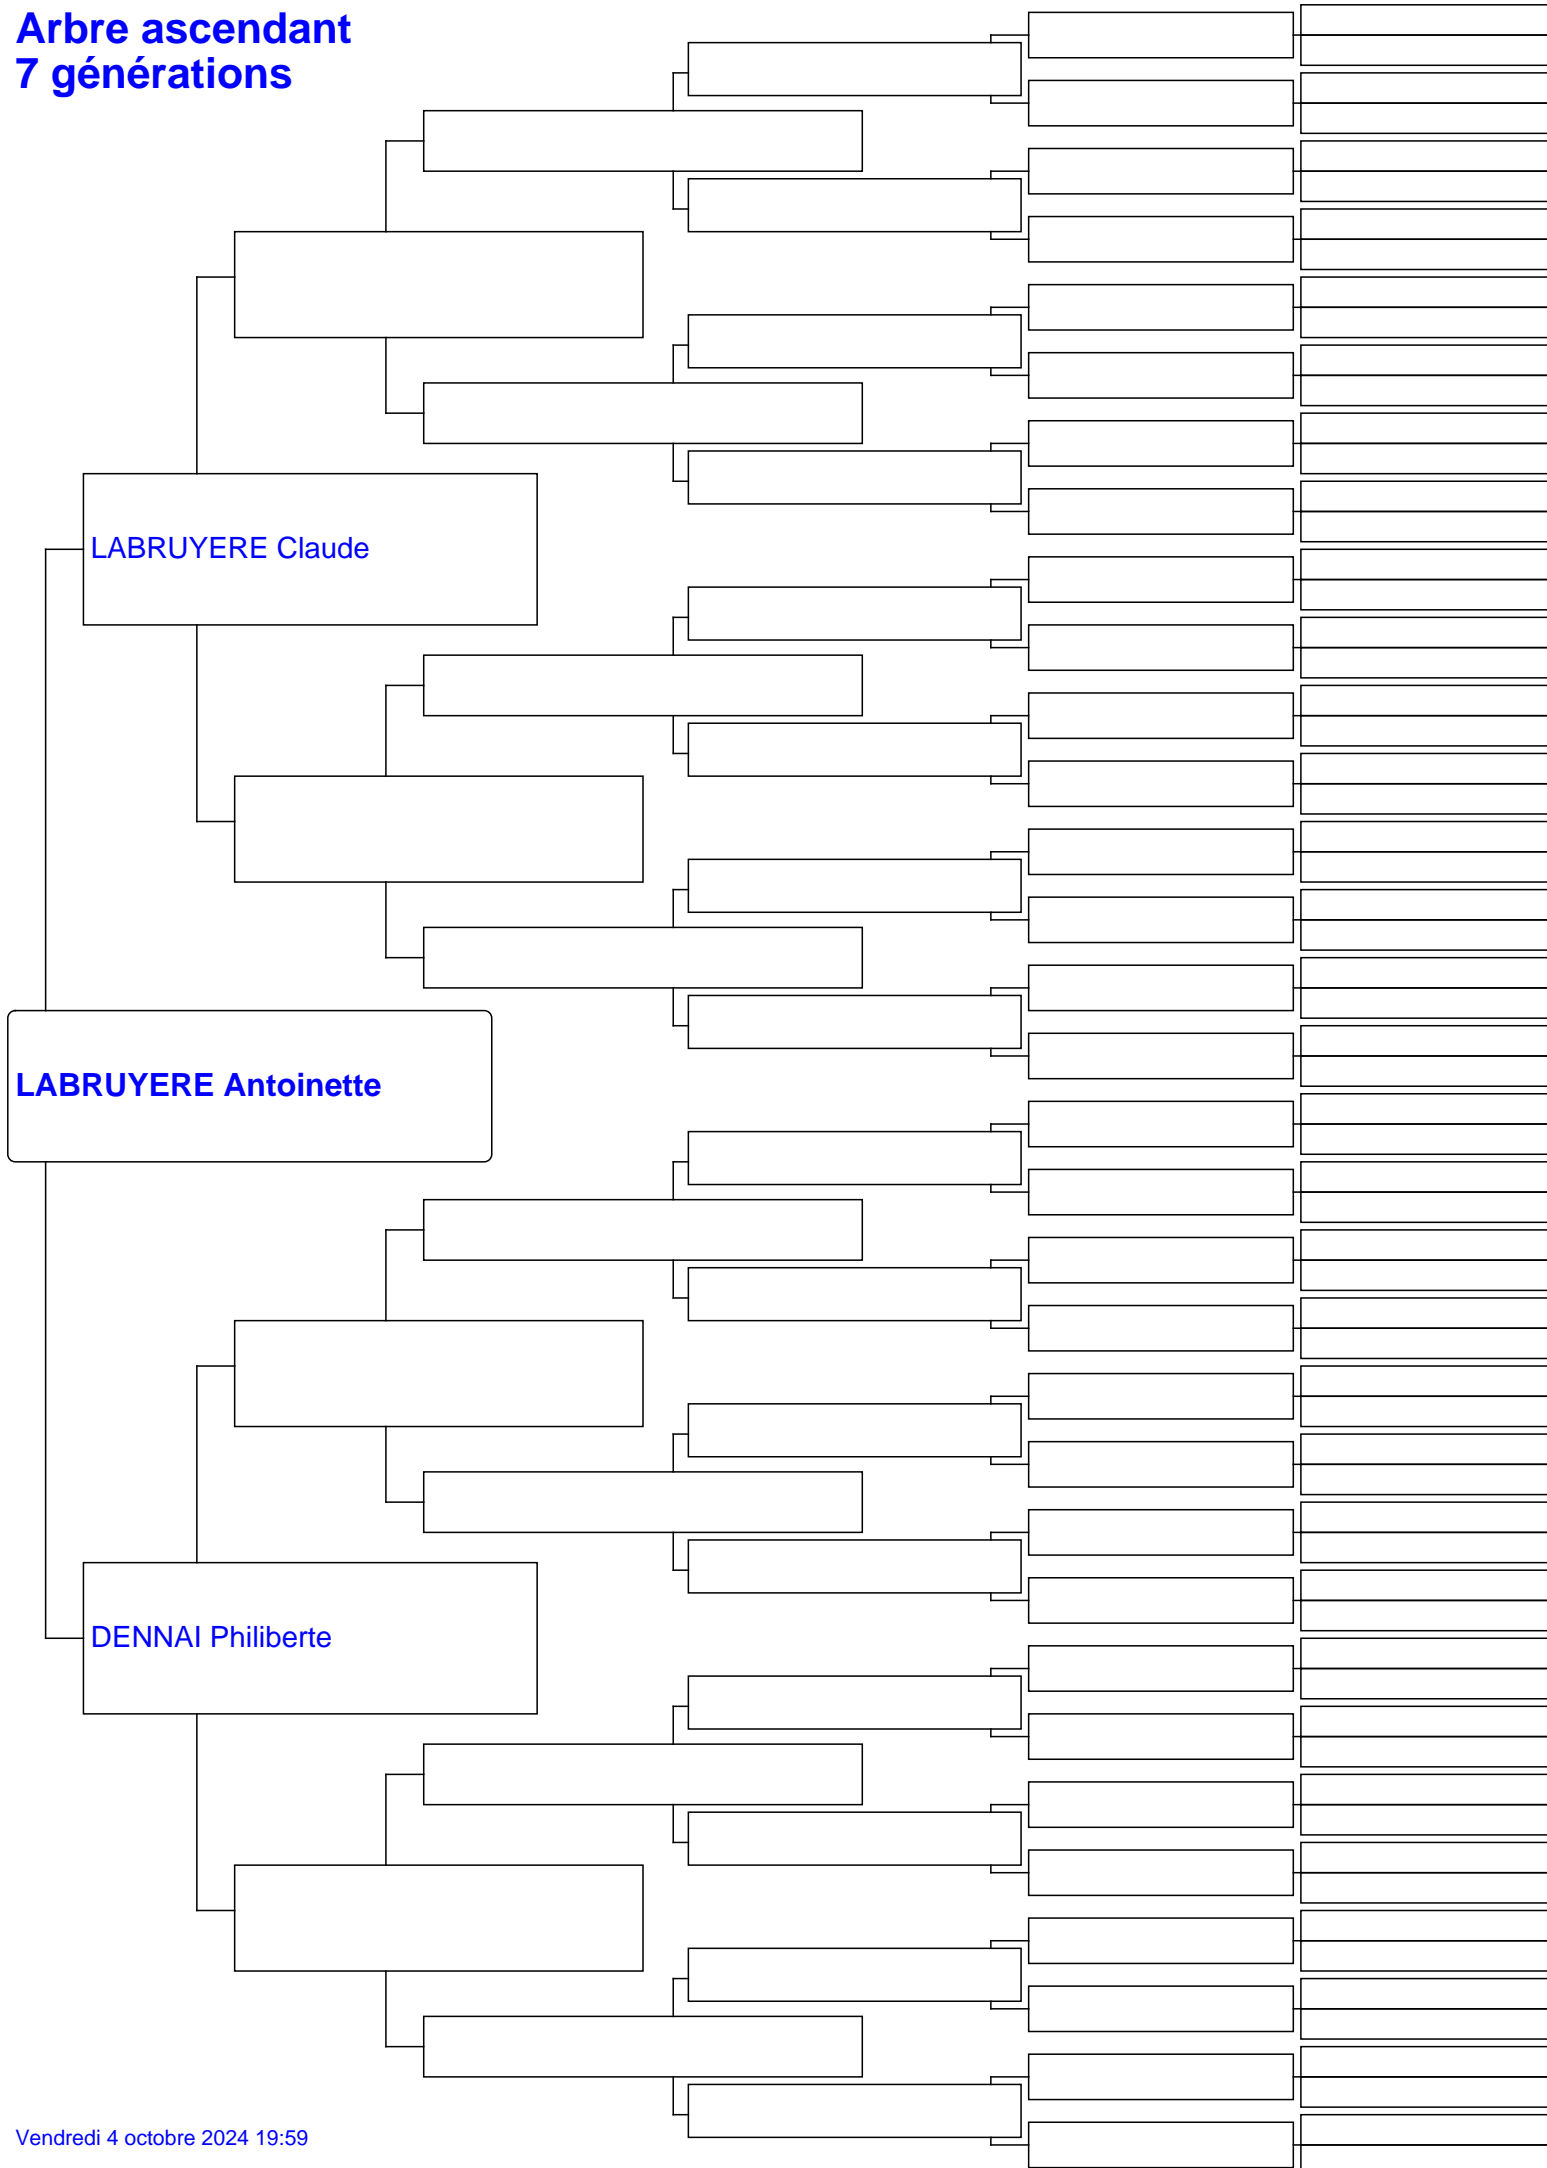 Arbre ascendant
7 générations
LABRUYERE Claude
LABRUYERE Antoinette
DENNAI Philiberte
Vendredi 4 octobre 2024 19:59